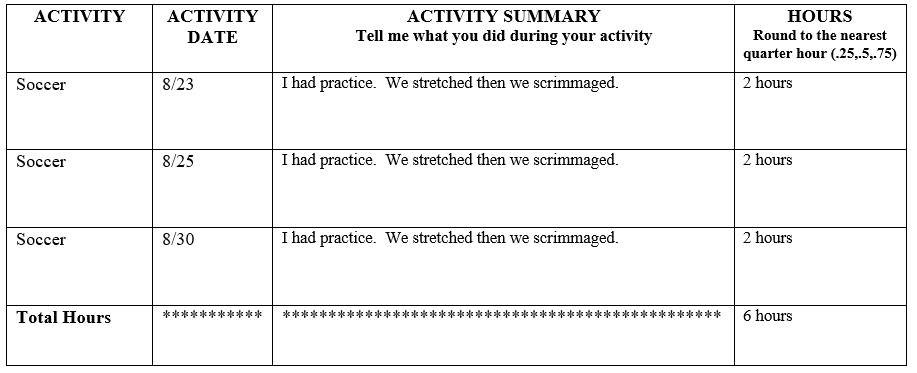 ACTIVITY ACTIVITY DATE ACTIVITY SUMMARY HOURS
Tell me what you did during your activity Round to the nearest quarter hour (.25,.5,.75)
Soccer 8/23 I had practice.  We stretched then we scrimmaged. 2 hours
Soccer 8/25 I had practice.  We stretched then we scrimmaged. 2 hours
Soccer 8/30 I had practice.  We stretched then we scrimmaged. 2 hours
Total Hours *********** ************************************************ 6 hours